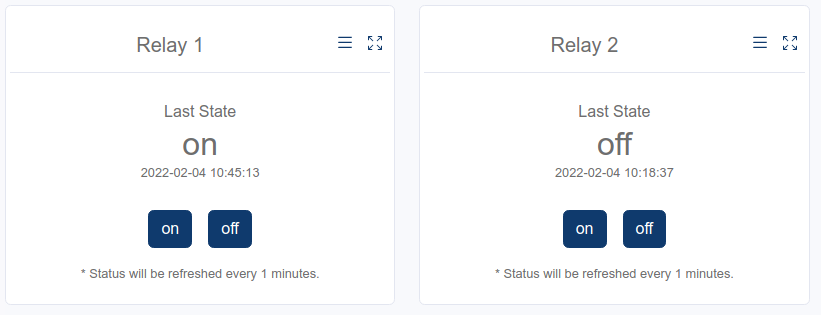 Relay 1
Last State
on
2022-02-04 10:45:13
on off
* Status will be refreshed every 1 minutes.
Relay 2
Last State
off
2022-02-04 10:18:37
on off
* Status will be refreshed every 1 minutes.